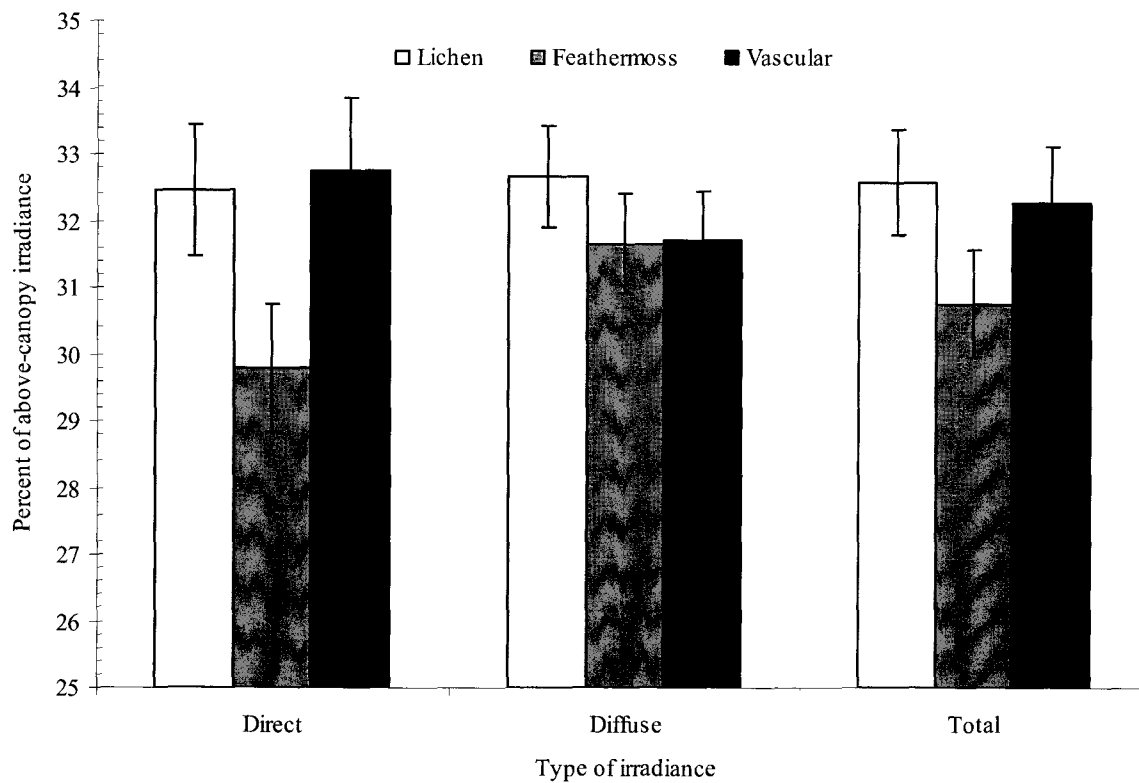 35
34
33
32
31
30
29
28
27
26
25
Percent of above-canopy irradiance
Lichen Feathermoss Vascular
Direct Diffuse Total
Type of irradiance